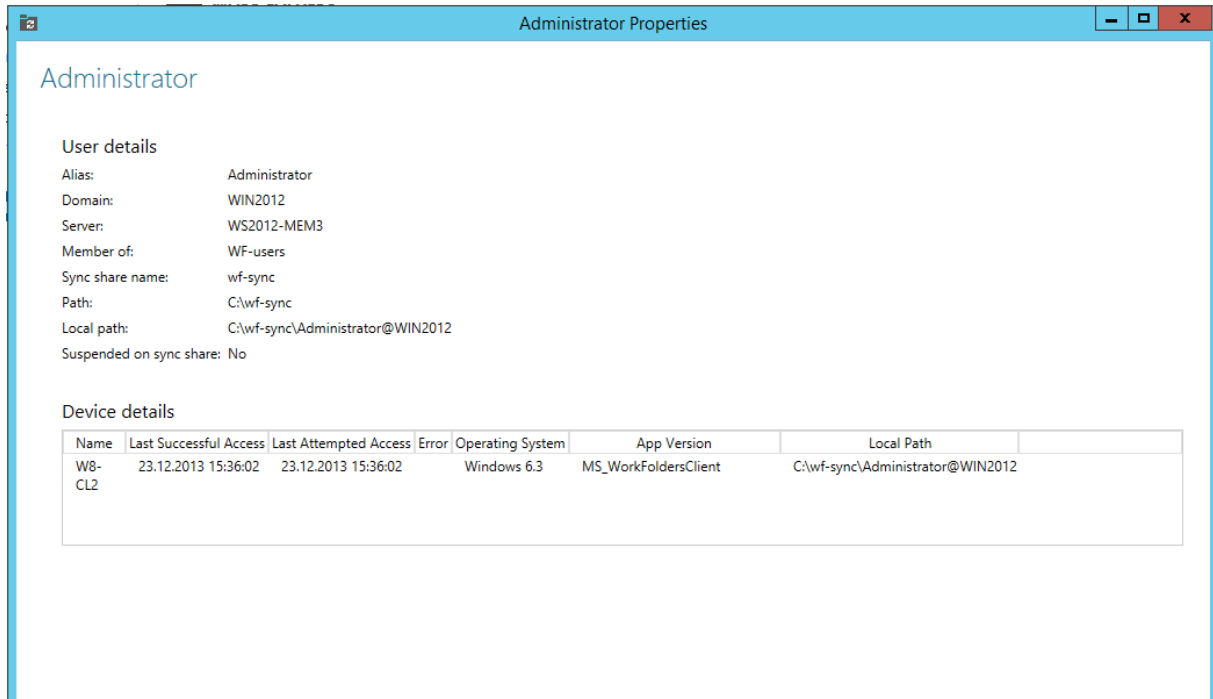 Administrator Properties
Administrator
User details
Alias: Administrator
Domain: WIN2012
Server: WS2012-MEM3
Member of: WF-users
Sync share name: wf-sync
Path: C:\wf-sync
Local path: C:\wf-sync\Administrator@WIN2012
Suspended on sync share: No
Device details
Name Last Successful Access Last Attempted Access Error Operating System App Version Local Path
W8- 23.12.2013 15:36:02 23.12.2013 15:36:02 Windows 6.3 MS_WorkFoldersClient C:\wf-sync\Administrator@WIN2012
CL2